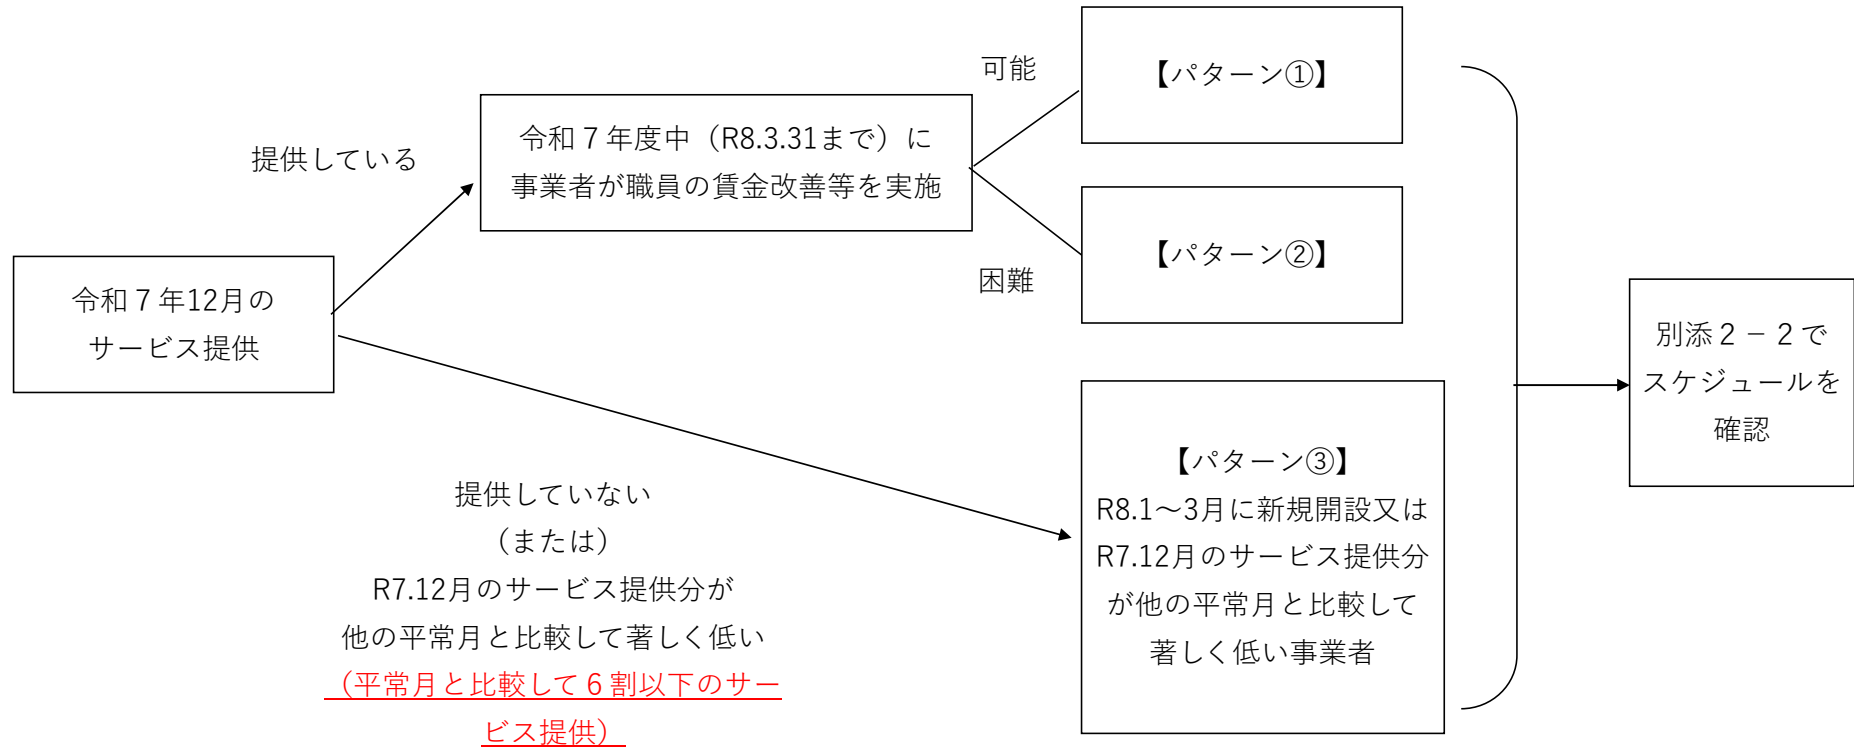 令和７年12月の
サービス提供
提供している
令和７年度中（R8.3.31まで）に
事業者が職員の賃金改善等を実施
可能
困難
【パターン①】
【パターン②】
提供していない
（または）
R7.12月のサービス提供分が
他の平常月と比較して著しく低い
（平常月と比較して６割以下のサー
ビス提供）
【パターン③】
R8.1～3月に新規開設又は
R7.12月のサービス提供分
が他の平常月と比較して
著しく低い事業者
別添２－２で
スケジュールを
確認